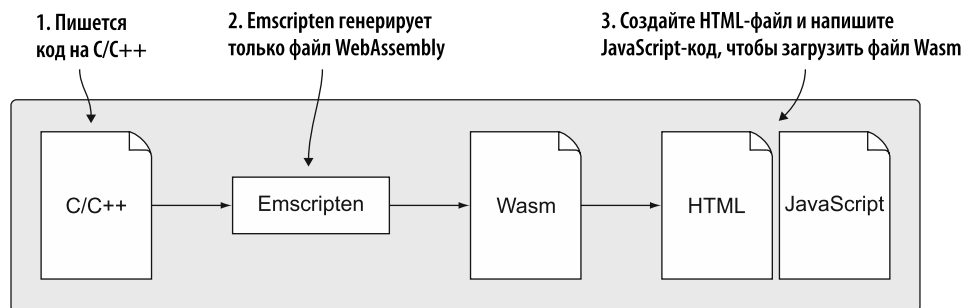 1. Пишется
код на C/C++
2. Emscripten генерирует
только файл WebAssembly
3. Создайте HTML-файл и напишите
JavaScript-код, чтобы загрузить файл Wasm
C/C++
Emscripten
Wasm
HTML
JavaScript